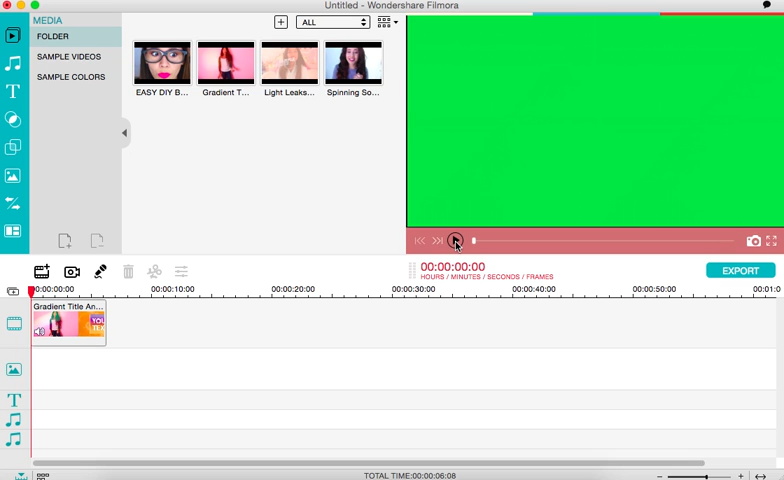 Untitled - Wondershare Filmora
MEDIA
FOLDER
SAMPLE VIDEOS
SAMPLE COLORS
ALL
EASY DIY B...
Gradient T...
Light Leaks...
Spinning So...
00:00:00:00
HOURS / MINUTES / SECONDS / FRAMES
EXPORT
00:00:00:00
00:00:10:00
00:00:20:00
00:00:30:00
00:00:40:00
00:00:50:00
00:01:0
Gradient Title An...
YOU
TEX
T
T
TOTAL TIME:00:00:06:08